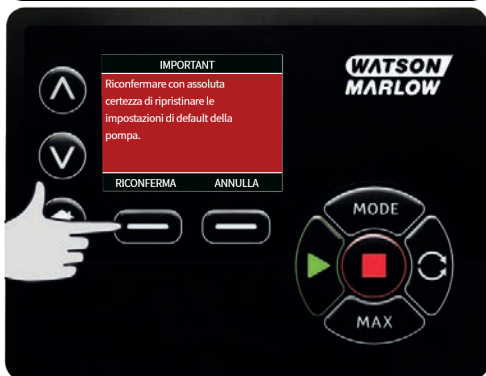 IMPORTANT
Riconfermare con assoluta
certezza di ripristinare le
impostazioni di default della
pompa.
RICONFERMA ANNULLA
WATSON
MARLOW
MODE
MAX